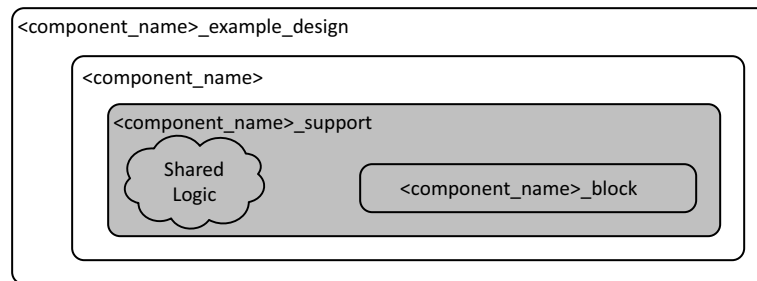 <component_name>_example_design
<component_name>
<component_name>_support
Shared
Logic
<component_name>_block